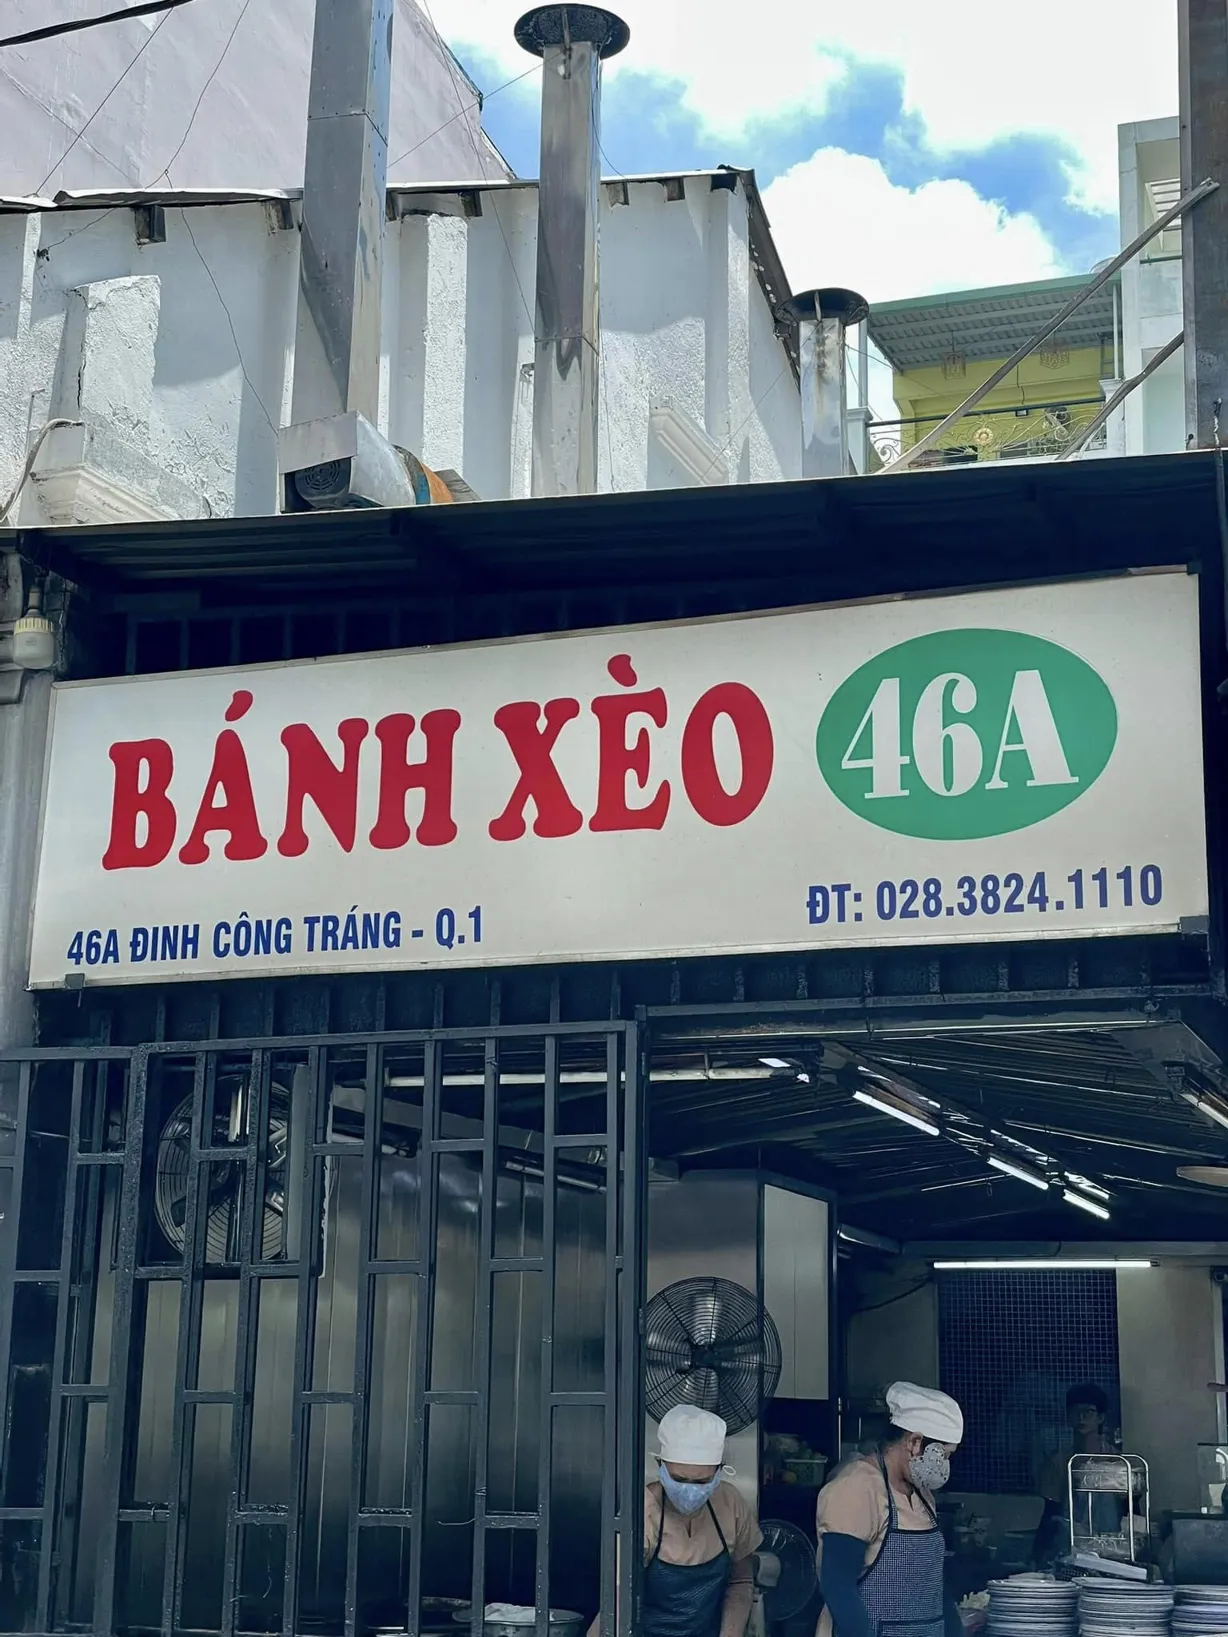 BÁNH XÈO 46A
46A ĐINH CÔNG TRÁNG - Q.1
ĐT: 028.3824.1110